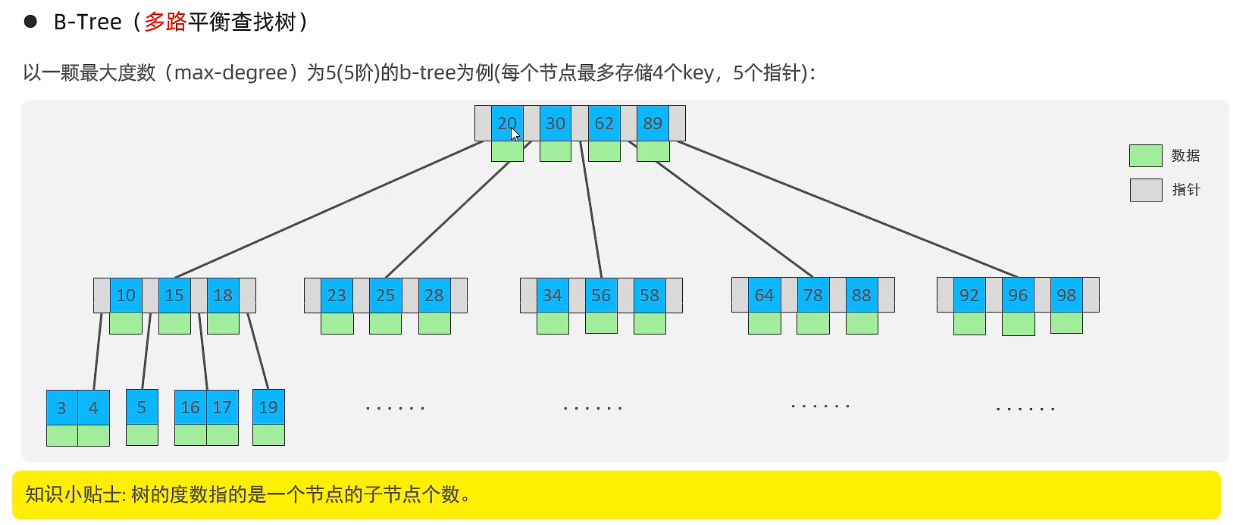 ● B-Tree（多路平衡查找树）
以一颗最大度数（max-degree）为5(5阶)的b-tree为例(每个节点最多存储4个key，5个指针)：
20 30 62 89
数据
指针
10 15 18 23 25 28 34 56 58 64 78 88 92 96 98
3 4 5 16 17 19 ······ ······ ······ ······
知识小贴士: 树的度数指的是一个节点的子节点个数。